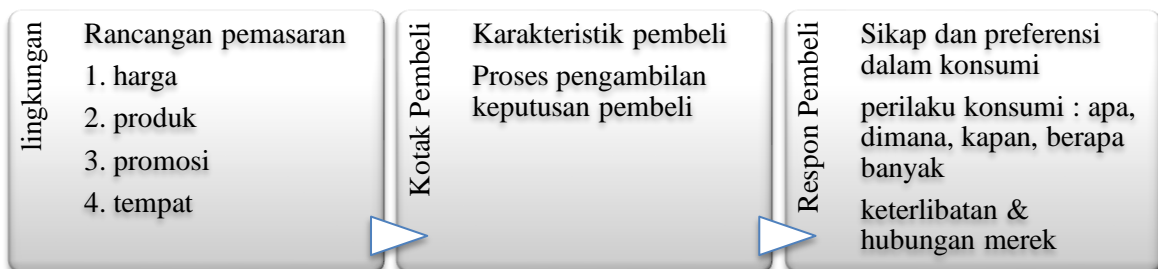 lingkungan
Rancangan pemasaran
1. harga
2. produk
3. promosi
4. tempat
Kotak Pembeli
Karakteristik pembeli
Proses pengambilan
keputusan pembeli
Respon Pembeli
Sikap dan preferensi
dalam konsumi
perilaku konsumi : apa,
dimana, kapan, berapa
banyak
keterlibatan &
hubungan merek